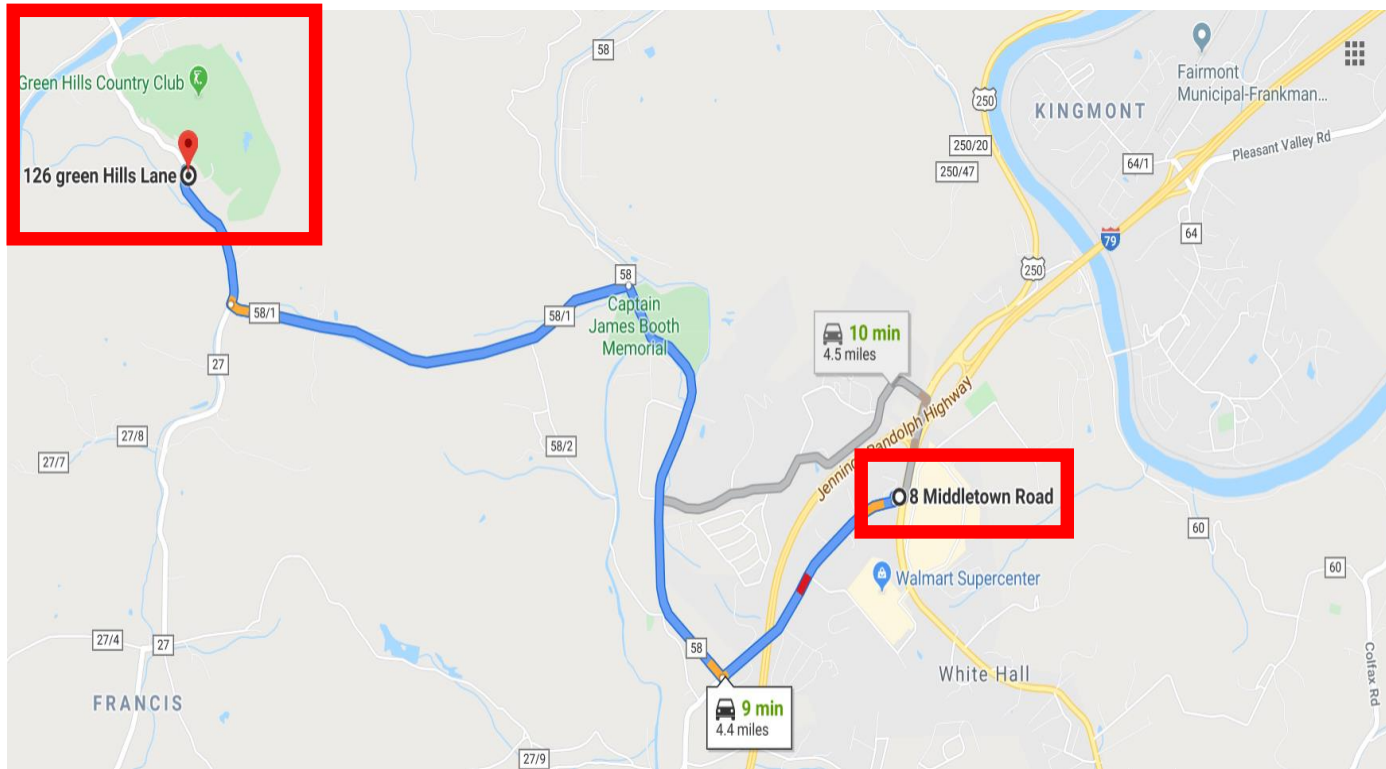 58
250
KINGMONT
Fairmont
Municipal-Frankman...
Green Hills Country Club
250/20
250/47
64/1
Pleasant Valley Rd
126 green Hills Lane
64
79
250
58
58/1
58/1
Captain
James Booth
Memorial
10 min
4.5 miles
27
Jennings Randolph Highway
27/8
58/2
27/7
8 Middletown Road
60
60
Walmart Supercenter
27/4
27
58
Colfax Rd
White Hall
FRANCIS
9 min
4.4 miles
27/9